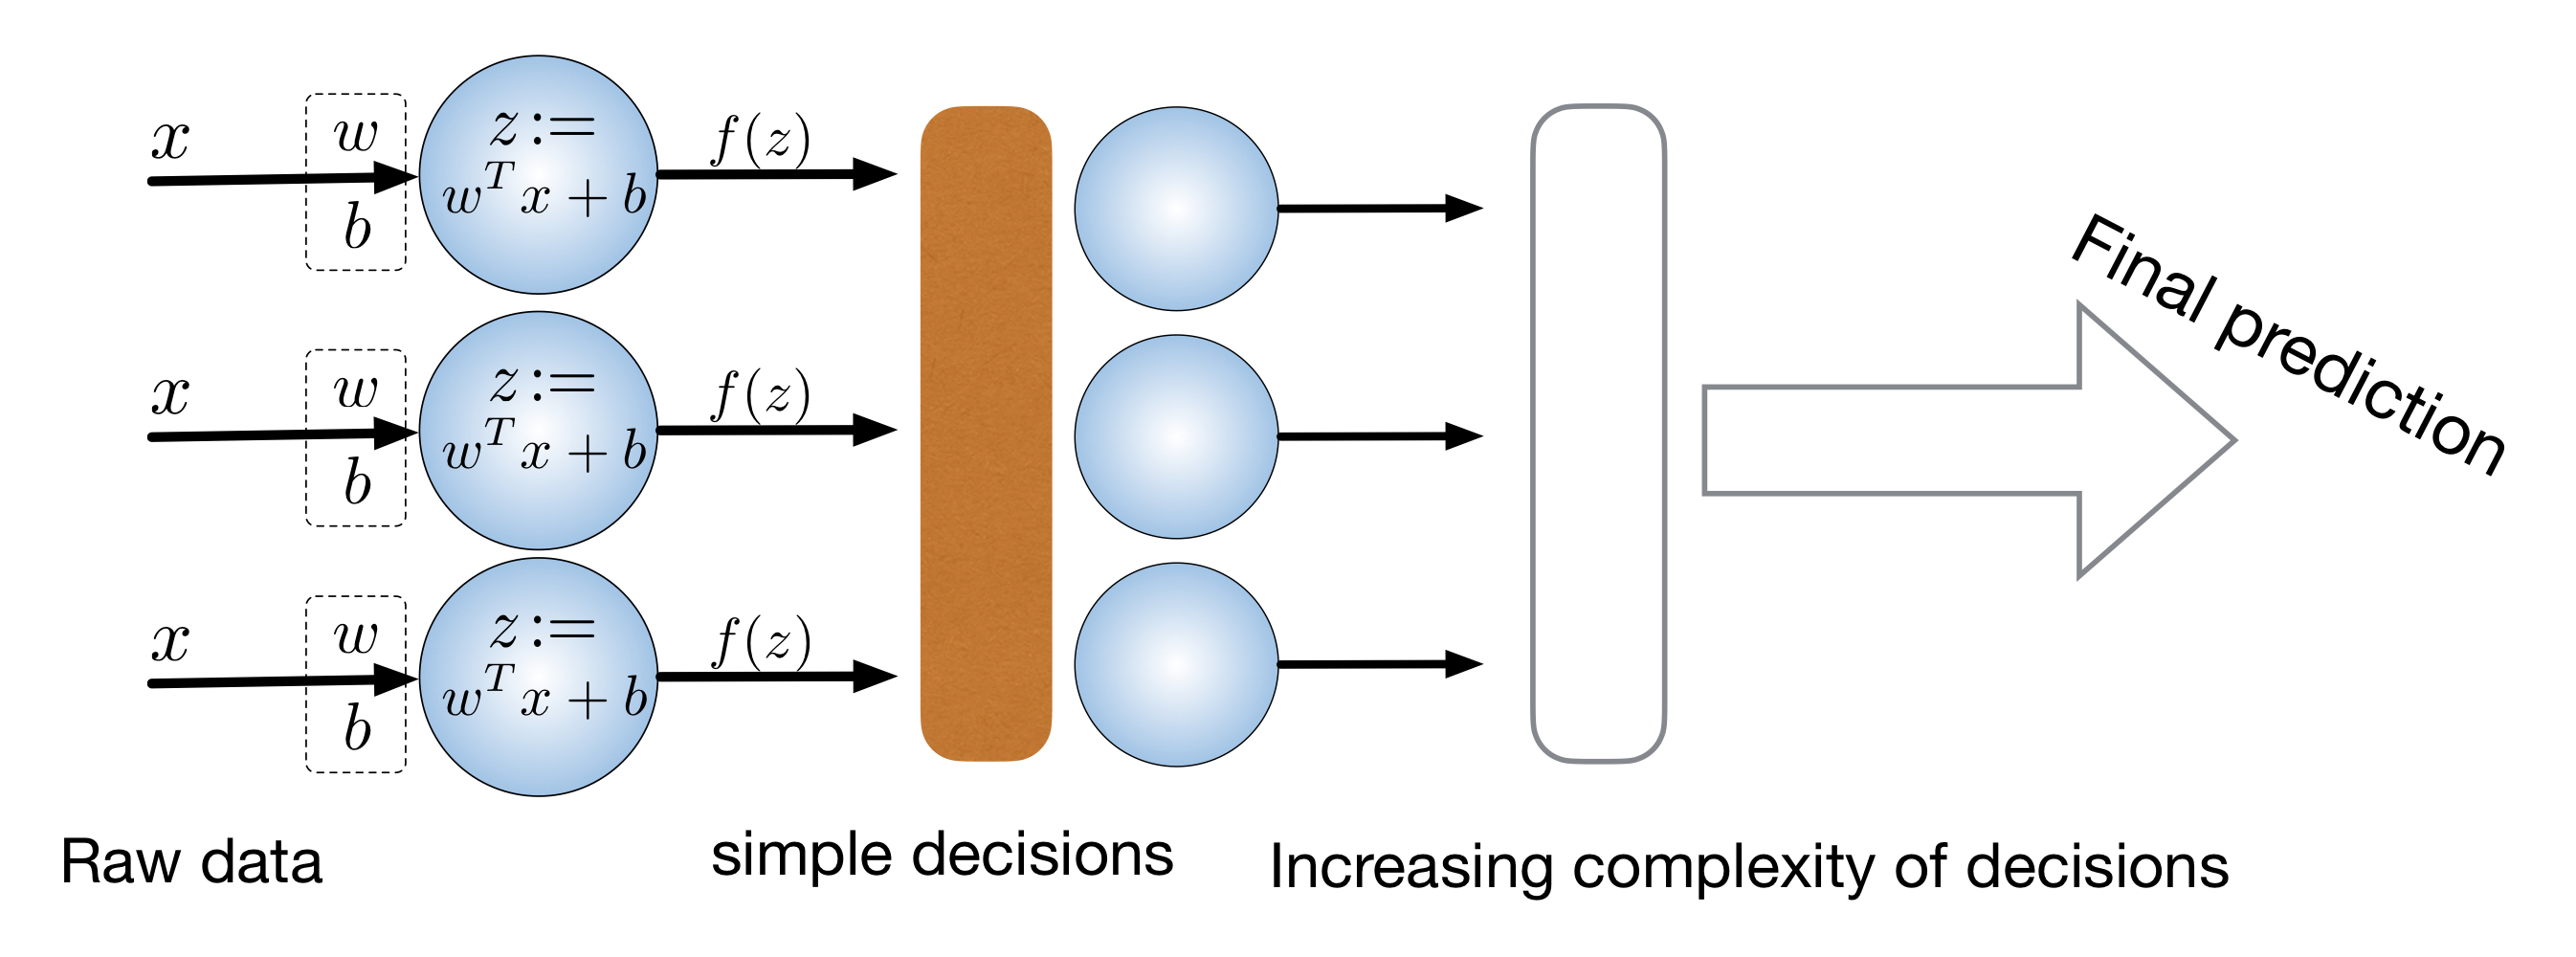 x
w
b
z :=
w^T x + b
f(z)
x
w
b
z :=
w^T x + b
f(z)
x
w
b
z :=
w^T x + b
f(z)
Final prediction
Raw data
simple decisions
Increasing complexity of decisions